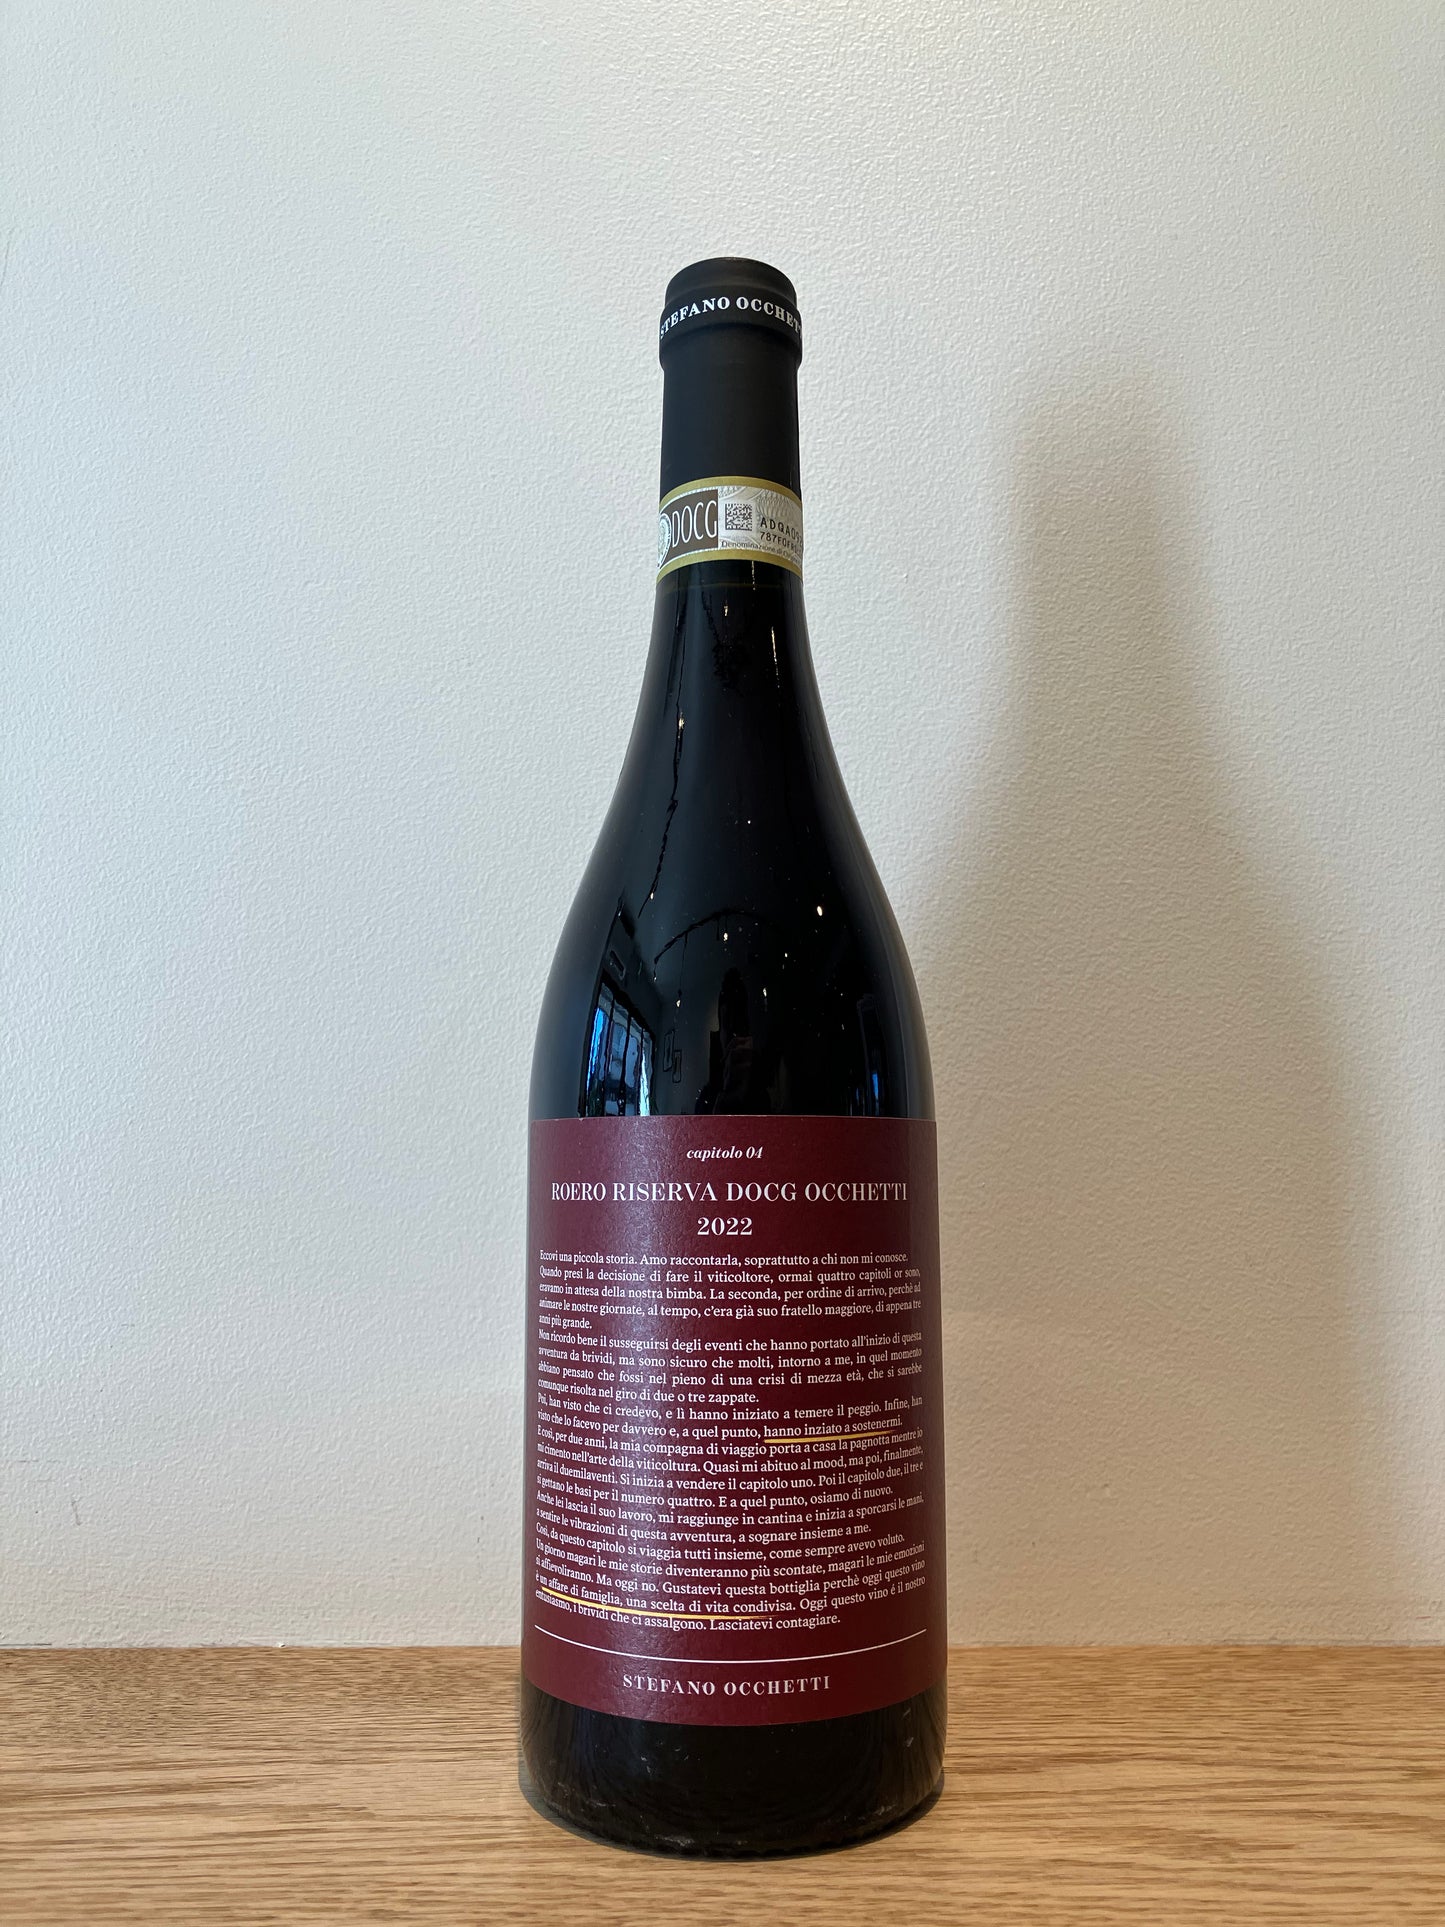 STEFANO OCCHET
DOCG
ADQA0
787F0F
Denominazione di
capitolo 04
ROERO RISERVA DOCG OCCHETTI
2022
Eccovi una piccola storia. Amo raccontarla, soprattutto a chi non mi conosce.
Quando presi la decisione di fare il viticoltore, ormai quattro capitoli or sono,
eravamo in attesa della nostra bimba. La seconda, per ordine di arrivo, perchè ad
animare le nostre giornate, al tempo, c'era già suo fratello maggiore, di appena tre
anni più grande.
Non ricordo bene il susseguirsi degli eventi che hanno portato all'inizio di questa
avventura da brividi, ma sono sicuro che molti, intorno a me, in quel momento
abbiano pensato che fossi nel pieno di una crisi di mezza età, che si sarebbe
comunque risolta nel giro di due o tre zappate.
Poi, han visto che ci credevo, e lì hanno iniziato a temere il peggio. Infine, han
visto che lo facevo per davvero e, a quel punto, hanno inziato a sostenermi.
E così, per due anni, la mia compagna di viaggio porta a casa la pagnotta mentre io
mi cimento nell'arte della viticoltura. Quasi mi abituo al mood, ma poi, finalmente,
arriva il duemilaventi. Si inizia a vendere il capitolo uno. Poi il capitolo due, il tre e
si gettano le basi per il numero quattro. E a quel punto, osiamo di nuovo.
Anche lei lascia il suo lavoro, mi raggiunge in cantina e inizia a sporcarsi le mani,
a sentire le vibrazioni di questa avventura, a sognare insieme a me.
Così, da questo capitolo si viaggia tutti insieme, come sempre avevo voluto.
Un giorno magari le mie storie diventeranno più scontate, magari le mie emozioni
si affievoliranno. Ma oggi no. Gustatevi questa bottiglia perchè oggi questo vino
è un affare di famiglia, una scelta di vita condivisa. Oggi questo vino é il nostro
entusiasmo, i brividi che ci assalgono. Lasciatevi contagiare.
STEFANO OCCHETTI